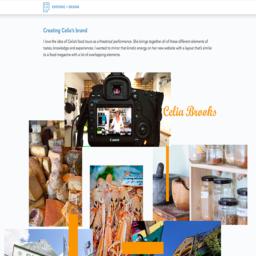 Creating Celia's brand
I love the idea of Celia's food tours as a theatrical performance. She brings together all of these different elements of
tastes, knowledge and experiences. I wanted to mirror that kinetic energy on her new website with a layout that's similar
to a food magazine with a lot of overlapping elements.
Canon
Celia Brooks